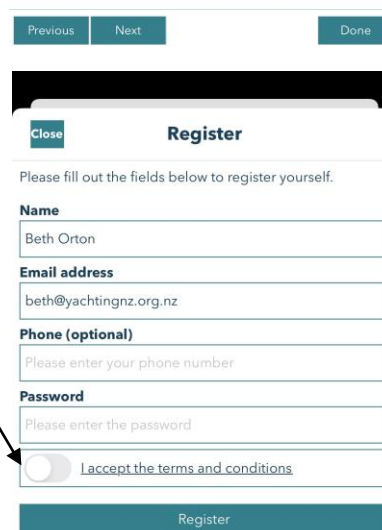 Previous Next Done
Close Register
Please fill out the fields below to register yourself.
Name
Beth Orton
Email address
beth@yachtingnz.org.nz
Phone (optional)
Please enter your phone number
Password
Please enter the password
I accept the terms and conditions
Register